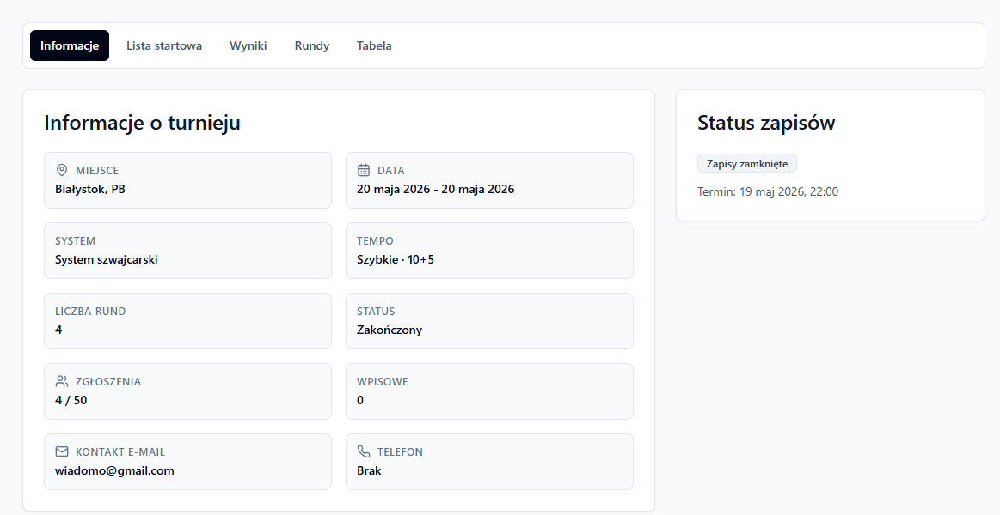 Informacje Lista startowa Wyniki Rundy Tabela
Informacje o turnieju
MIEJSCE
Białystok, PB
DATA
20 maja 2026 - 20 maja 2026
SYSTEM
System szwajcarski
TEMPO
Szybkie · 10+5
LICZBA RUND
4
STATUS
Zakończony
ZGŁOSZENIA
4 / 50
WPISOWE
0
KONTAKT E-MAIL
wiadomo@gmail.com
TELEFON
Brak
Status zapisów
Zapisy zamknięte
Termin: 19 maj 2026, 22:00